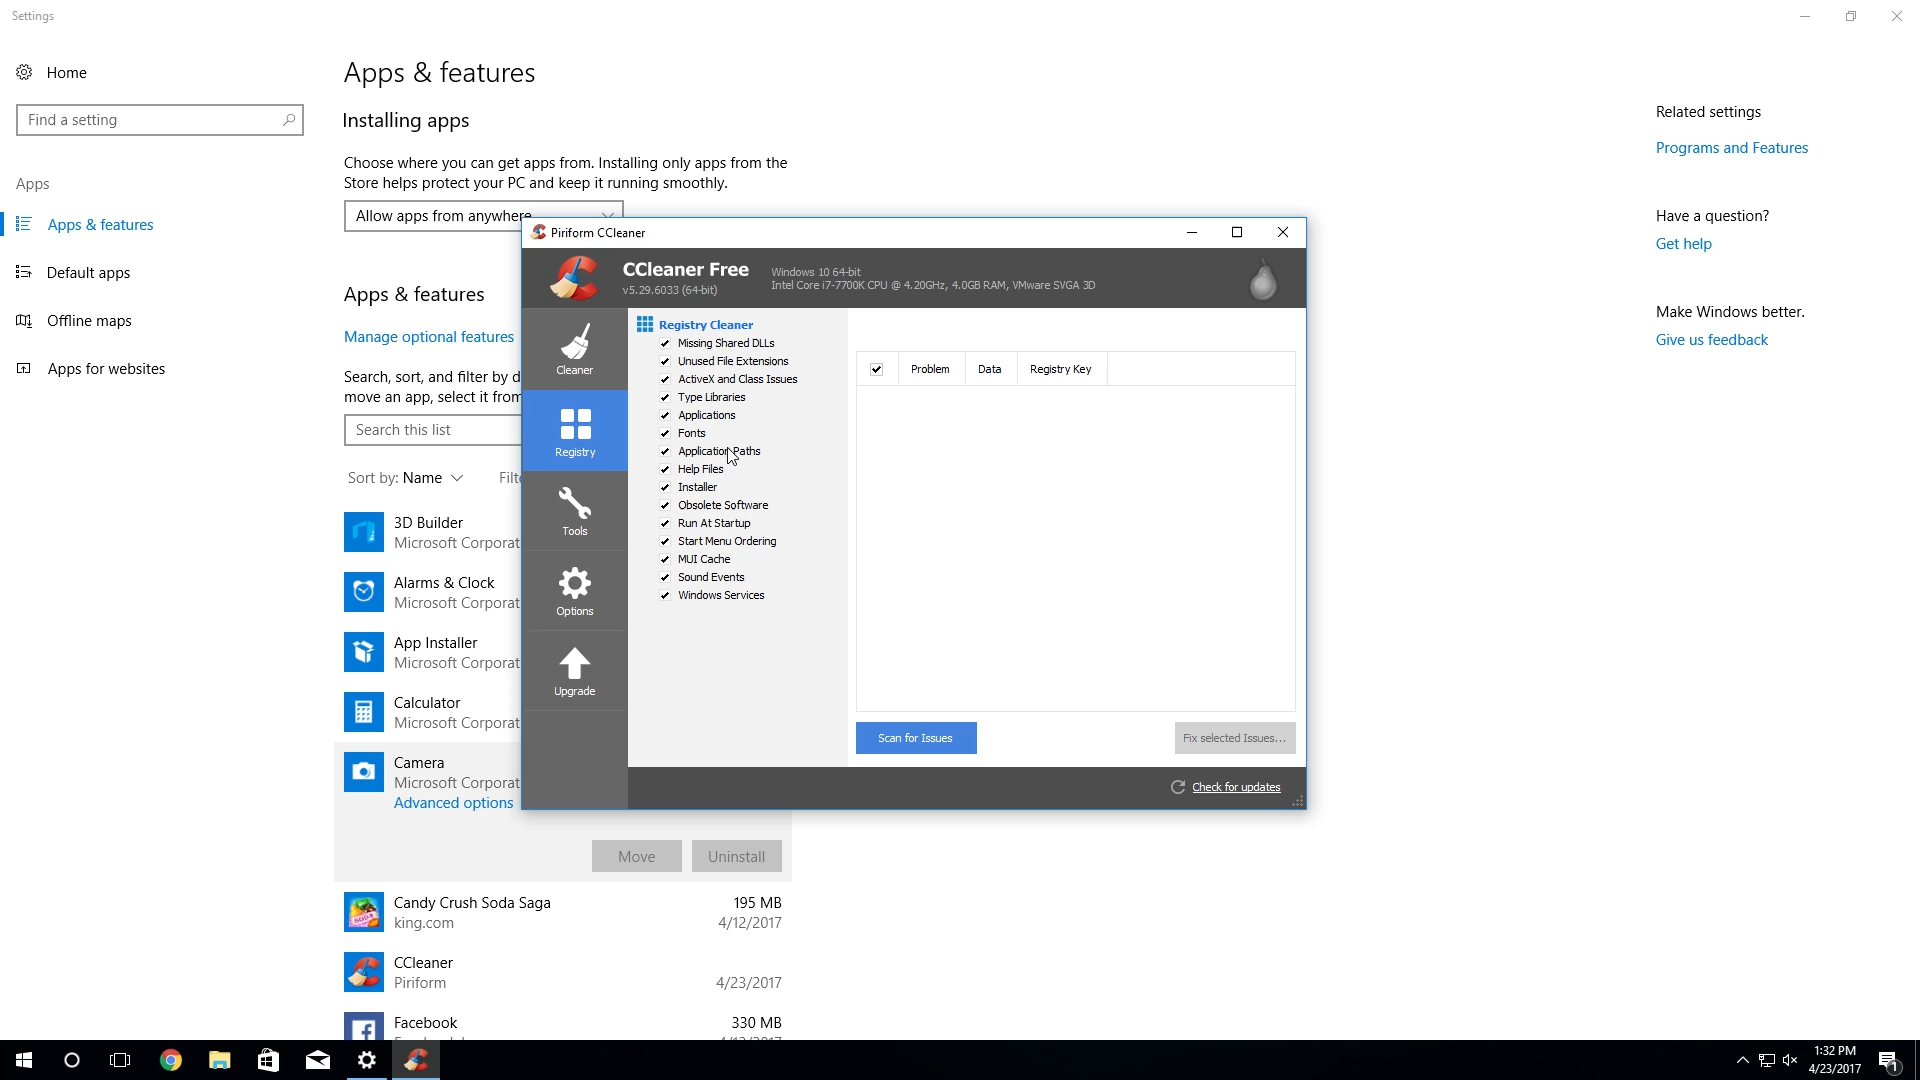 Settings
Home
Find a setting
Apps
Apps & features
Default apps
Offline maps
Apps for websites
Apps & features
Installing apps
Choose where you can get apps from. Installing only apps from the
Store helps protect your PC and keep it running smoothly.
Allow apps from anywhere
Apps & features
Manage optional features
Search, sort, and filter by d
move an app, select it from
Search this list
Sort by: Name
Filte
3D Builder
Microsoft Corporat
Alarms & Clock
Microsoft Corporat
App Installer
Microsoft Corporat
Calculator
Microsoft Corporat
Camera
Microsoft Corporat
Advanced options
Move Uninstall
Candy Crush Soda Saga 195 MB
king.com 4/12/2017
CCleaner
Piriform 4/23/2017
Facebook 330 MB
Piriform CCleaner
CCleaner Free
v5.29.6033 (64-bit)
Windows 10 64-bit
Intel Core i7-7700K CPU @ 4.20GHz, 4.0GB RAM, VMware SVGA 3D
Cleaner
Registry
Tools
Options
Upgrade
Registry Cleaner
Missing Shared DLLs
Unused File Extensions
ActiveX and Class Issues
Type Libraries
Applications
Fonts
Application Paths
Help Files
Installer
Obsolete Software
Run At Startup
Start Menu Ordering
MUI Cache
Sound Events
Windows Services
Problem Data Registry Key
Scan for Issues Fix selected Issues...
Check for updates
Related settings
Programs and Features
Have a question?
Get help
Make Windows better.
Give us feedback
1:32 PM
4/23/2017
1